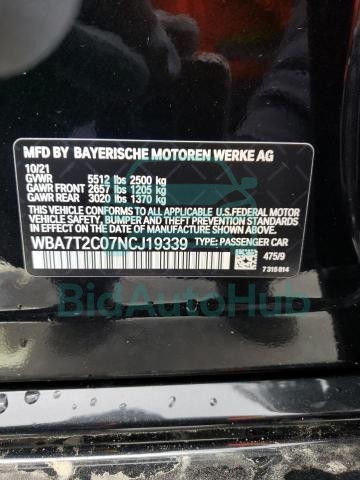 MFD BY BAYERISCHE MOTOREN WERKE AG
10/21
GVWR 5512 lbs 2500 kg
GAWR FRONT 2657 lbs 1205 kg
GAWR REAR 3020 lbs 1370 kg
THIS VEHICLE CONFORMS TO ALL APPLICABLE U.S. FEDERAL MOTOR
VEHICLE SAFETY, BUMPER AND THEFT PREVENTION STANDARDS
IN EFFECT ON THE DATE OF MANUFACTURE SHOWN ABOVE.
WBA7T2C07NCJ19339 TYPE: PASSENGER CAR
475/9
7 315 014
BidAutoHub